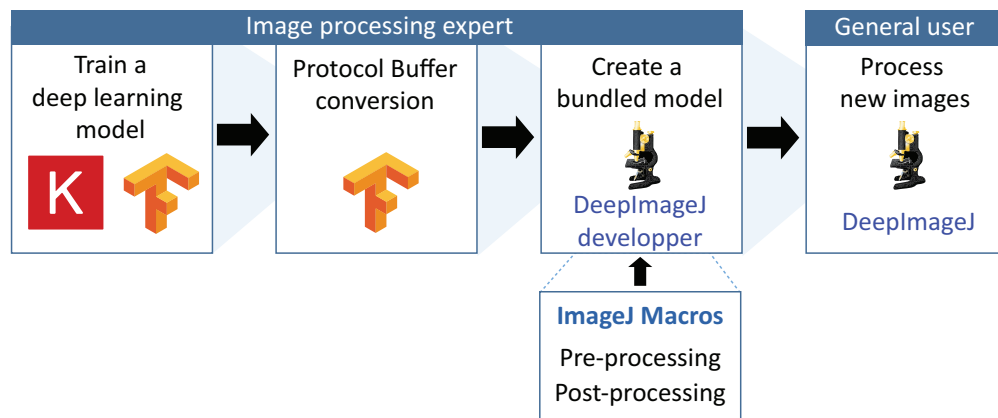 Image processing expert
General user
Train a
deep learning
model
K
Protocol Buffer
conversion
Create a
bundled model
DeepImageJ
developper
Process
new images
DeepImageJ
ImageJ Macros
Pre-processing
Post-processing